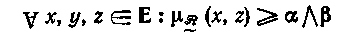 ∀ x, y, z ∈ E : μ_ℛ̰ (x, z) ⩾ α ⋀ β